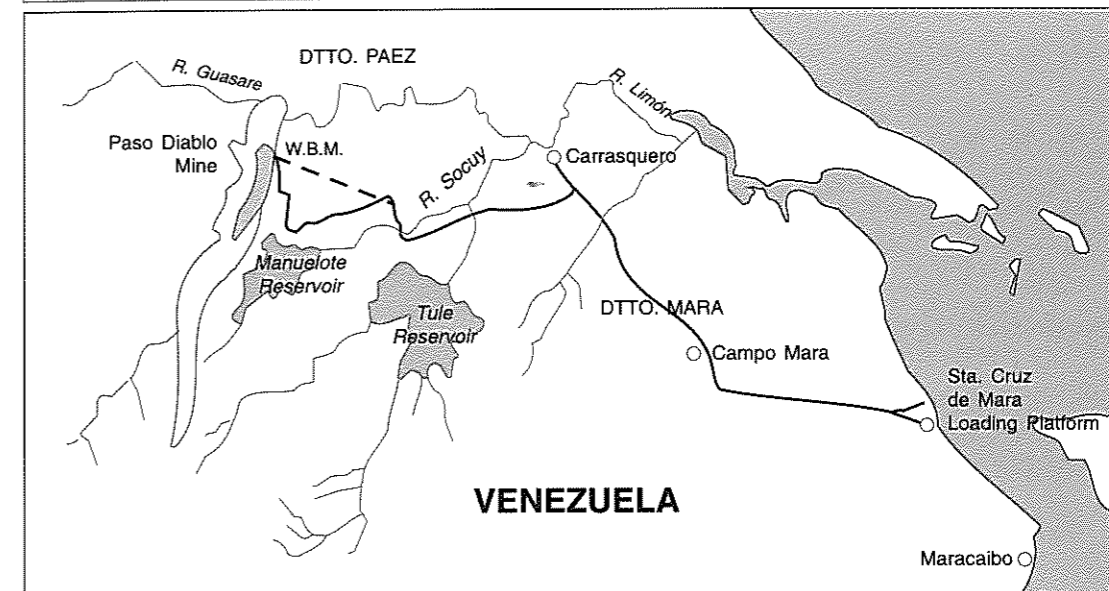 DTTO. PAEZ
R. Guasare
R. Limón
Paso Diablo
Mine
W.B.M.
Carrasquero
R. Socuy
Manuelote
Reservoir
Tule
Reservoir
DTTO. MARA
Campo Mara
Sta. Cruz
de Mara
Loading Platform
VENEZUELA
Maracaibo